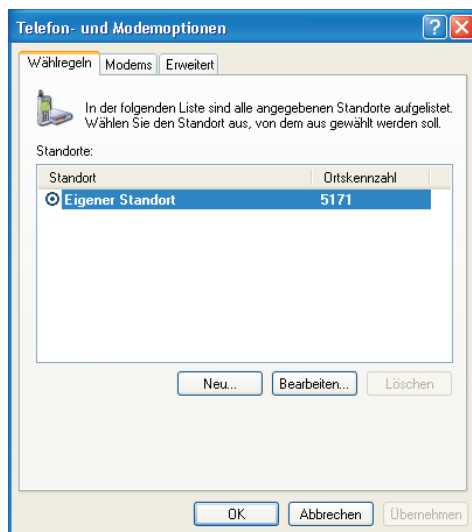 Telefon- und Modemoptionen
Wählregeln Modems Erweitert
In der folgenden Liste sind alle angegebenen Standorte aufgelistet.
Wählen Sie den Standort aus, von dem aus gewählt werden soll.
Standorte:
Standort Ortskennzahl
Eigener Standort 5171
Neu... Bearbeiten... Löschen
OK Abbrechen Übernehmen